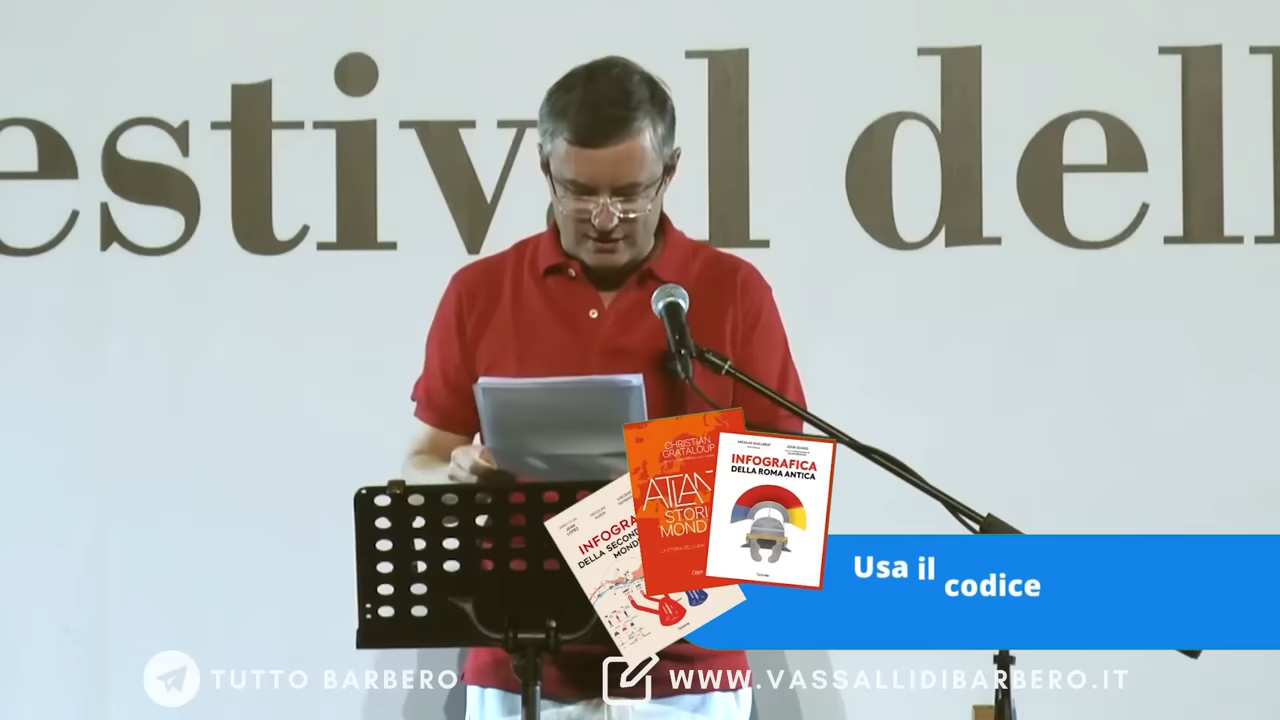 estival dell
CHRISTIAN
GRATALOUP
ATLAN
STORI
MOND
INFOGRAFICA
DELLA ROMA ANTICA
INFOGRA
DELLA SECON
MOND
Usa il codice
TUTTO BARBERO
WWW.VASSALLIDIBARBERO.IT